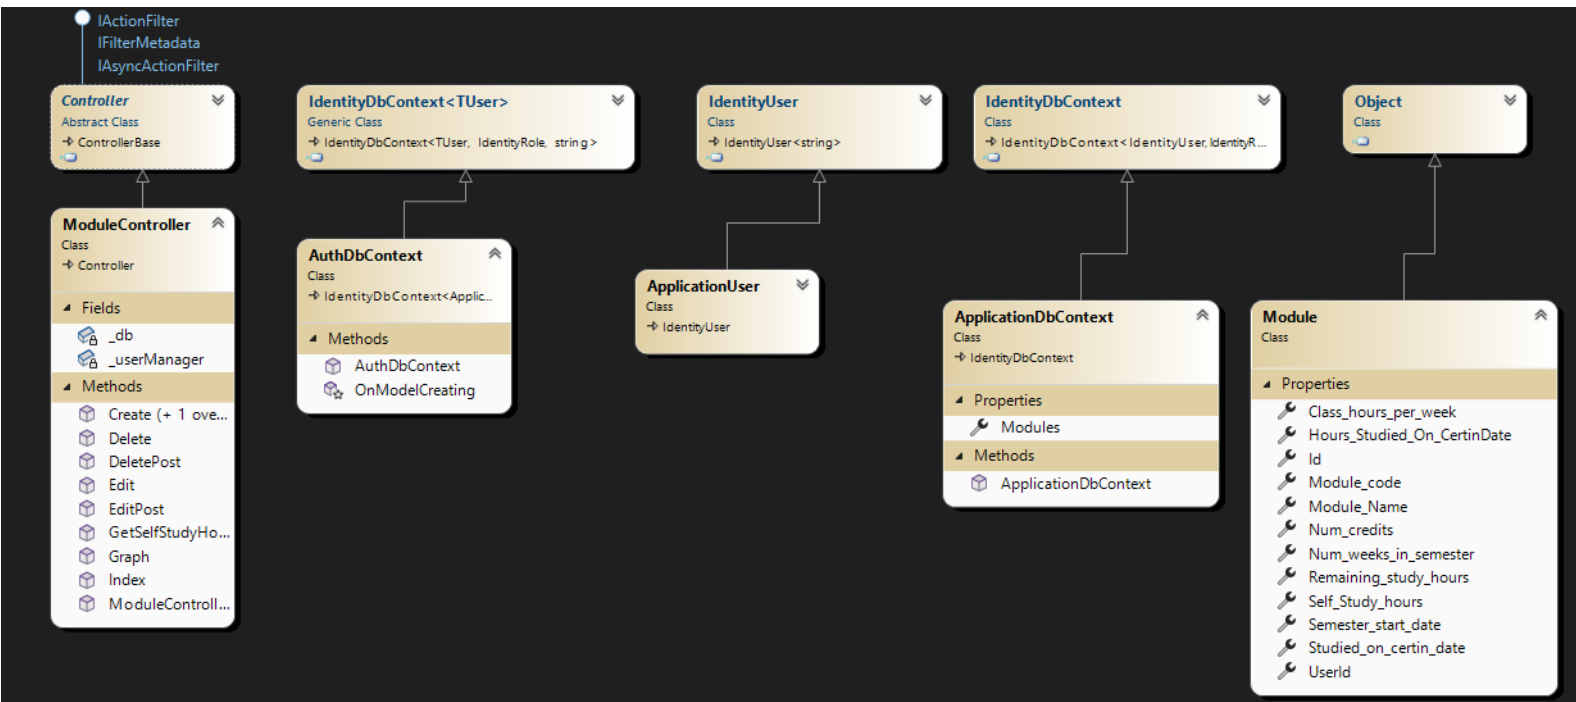 IActionFilter
IFilterMetadata
IAsyncActionFilter
Controller
Abstract Class
ControllerBase
ModuleController
Class
Controller
Fields
_db
_userManager
Methods
Create (+ 1 ove...
Delete
DeletePost
Edit
EditPost
GetSelfStudyHo...
Graph
Index
ModuleControll...
IdentityDbContext<TUser>
Generic Class
IdentityDbContext<TUser, IdentityRole, string>
AuthDbContext
Class
IdentityDbContext<Applic...
Methods
AuthDbContext
OnModelCreating
IdentityUser
Class
IdentityUser<string>
ApplicationUser
Class
IdentityUser
IdentityDbContext
Class
IdentityDbContext<IdentityUser, IdentityR...
ApplicationDbContext
Class
IdentityDbContext
Properties
Modules
Methods
ApplicationDbContext
Object
Class
Module
Class
Properties
Class_hours_per_week
Hours_Studied_On_CertinDate
Id
Module_code
Module_Name
Num_credits
Num_weeks_in_semester
Remaining_study_hours
Self_Study_hours
Semester_start_date
Studied_on_certin_date
UserId